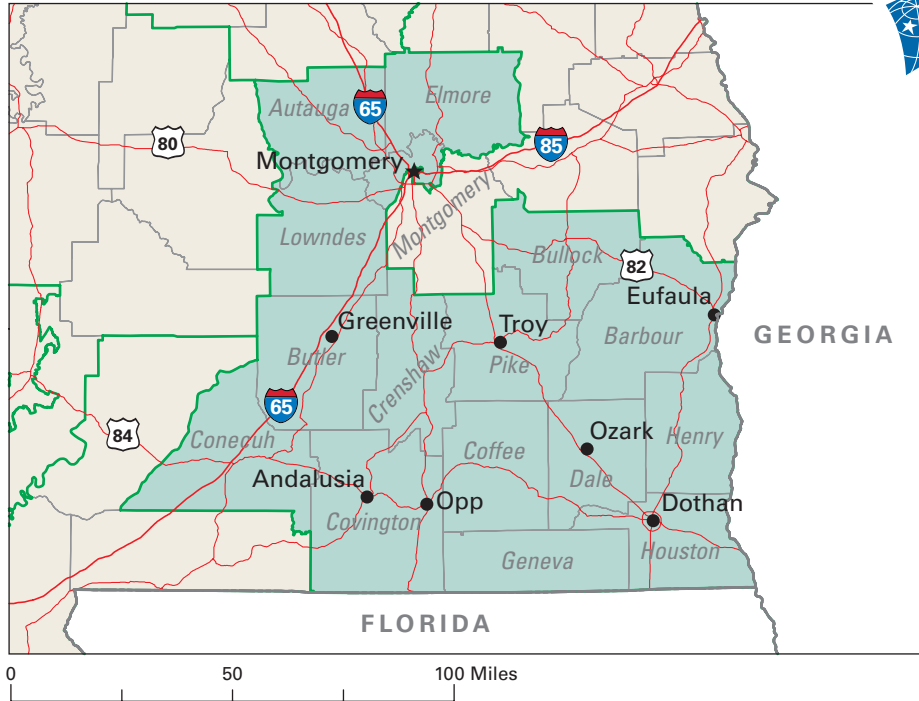 Autauga
65
Elmore
80
85
Montgomery
Montgomery
Lowndes
Bullock
82
Eufaula
Greenville
Troy
Barbour
GEORGIA
Butler
Pike
Crenshaw
65
84
Conecuh
Coffee
Ozark
Henry
Andalusia
Dale
Opp
Dothan
Covington
Houston
Geneva
FLORIDA
0 50 100 Miles